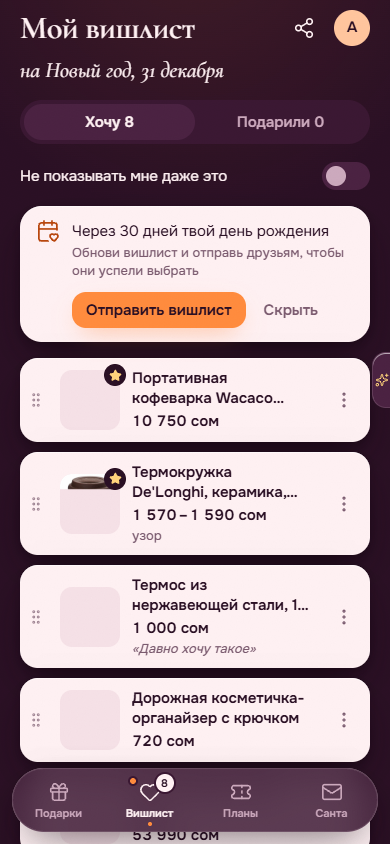 Мой вишлист
A
на Новый год, 31 декабря
Хочу 8
Подарили 0
Не показывать мне даже это
Через 30 дней твой день рождения
Обнови вишлист и отправь друзьям, чтобы
они успели выбрать
Отправить вишлист
Скрыть
Портативная
кофеварка Wacaco...
10 750 сом
Термокружка
De'Longhi, керамика,...
1 570 – 1 590 сом
узор
Термос из
нержавеющей стали, 1...
1 000 сом
«Давно хочу такое»
Дорожная косметичка-
органайзер с крючком
720 сом
8
Подарки
Вишлист
Планы
Санта
53 990 сом